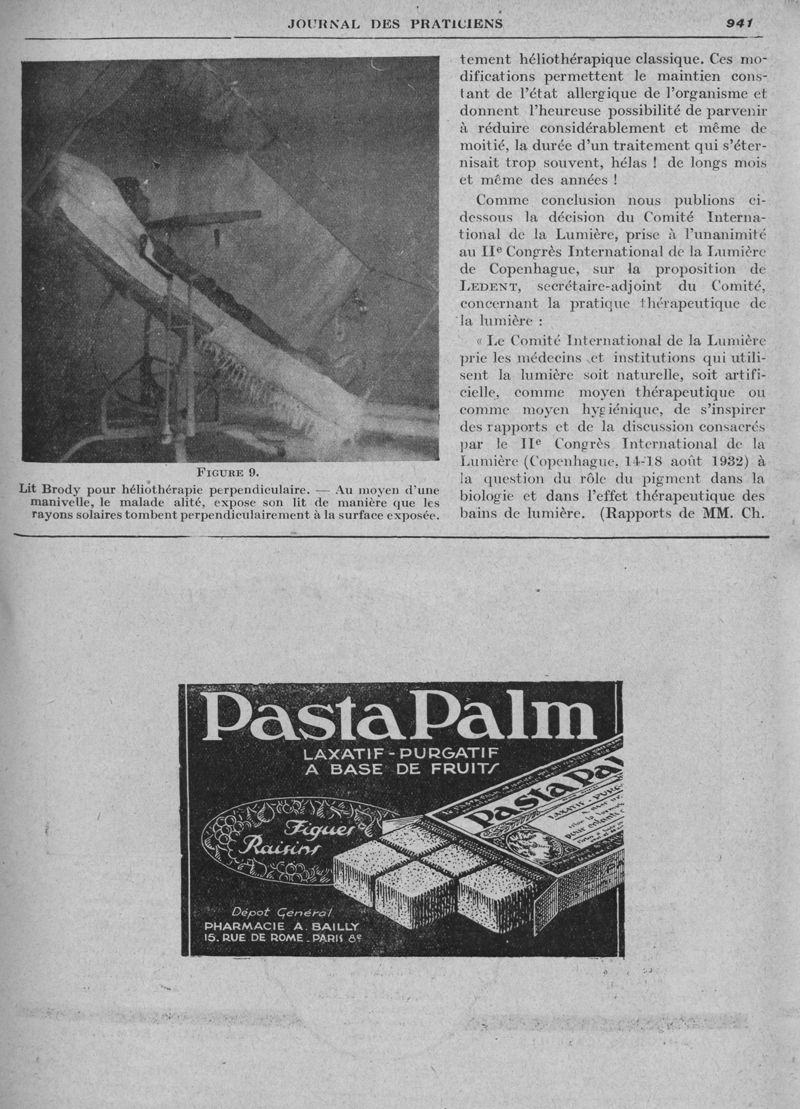 JOURNAL DES PRATICIENS 941
FIGURE 9.
Lit Brody pour héliothérapie perpendiculaire. — Au moyen d'une
manivelle, le malade alité, expose son lit de manière que les
rayons solaires tombent perpendiculairement à la surface exposée.
tement héliothérapique classique. Ces mo-
difications permettent le maintien cons-
tant de l'état allergique de l'organisme et
donnent l'heureuse possibilité de parvenir
à réduire considérablement et même de
moitié, la durée d'un traitement qui s'éter-
nisait trop souvent, hélas ! de longs mois
et même des années !
Comme conclusion nous publions ci-
dessous la décision du Comité Interna-
tional de la Lumière, prise à l'unanimité
au IIe Congrès International de la Lumière
de Copenhague, sur la proposition de
LEDENT, secrétaire-adjoint du Comité,
concernant la pratique thérapeutique de
la lumière :
« Le Comité International de la Lumière
prie les médecins et institutions qui utili-
sent la lumière soit naturelle, soit artifi-
cielle, comme moyen thérapeutique ou
comme moyen hygiénique, de s'inspirer
des rapports et de la discussion consacrés
par le IIe Congrès International de la
Lumière (Copenhague, 14-18 août 1932) à
la question du rôle du pigment dans la
biologie et dans l'effet thérapeutique des
bains de lumière. (Rapports de MM. Ch.
PastaPalm
LAXATIF - PURGATIF
A BASE DE FRUITS
Figues
Raisins
Pasta Pal
LAXATIF - PURG
Dépot Général
PHARMACIE A. BAILLY
15. RUE DE ROME. PARIS 8e